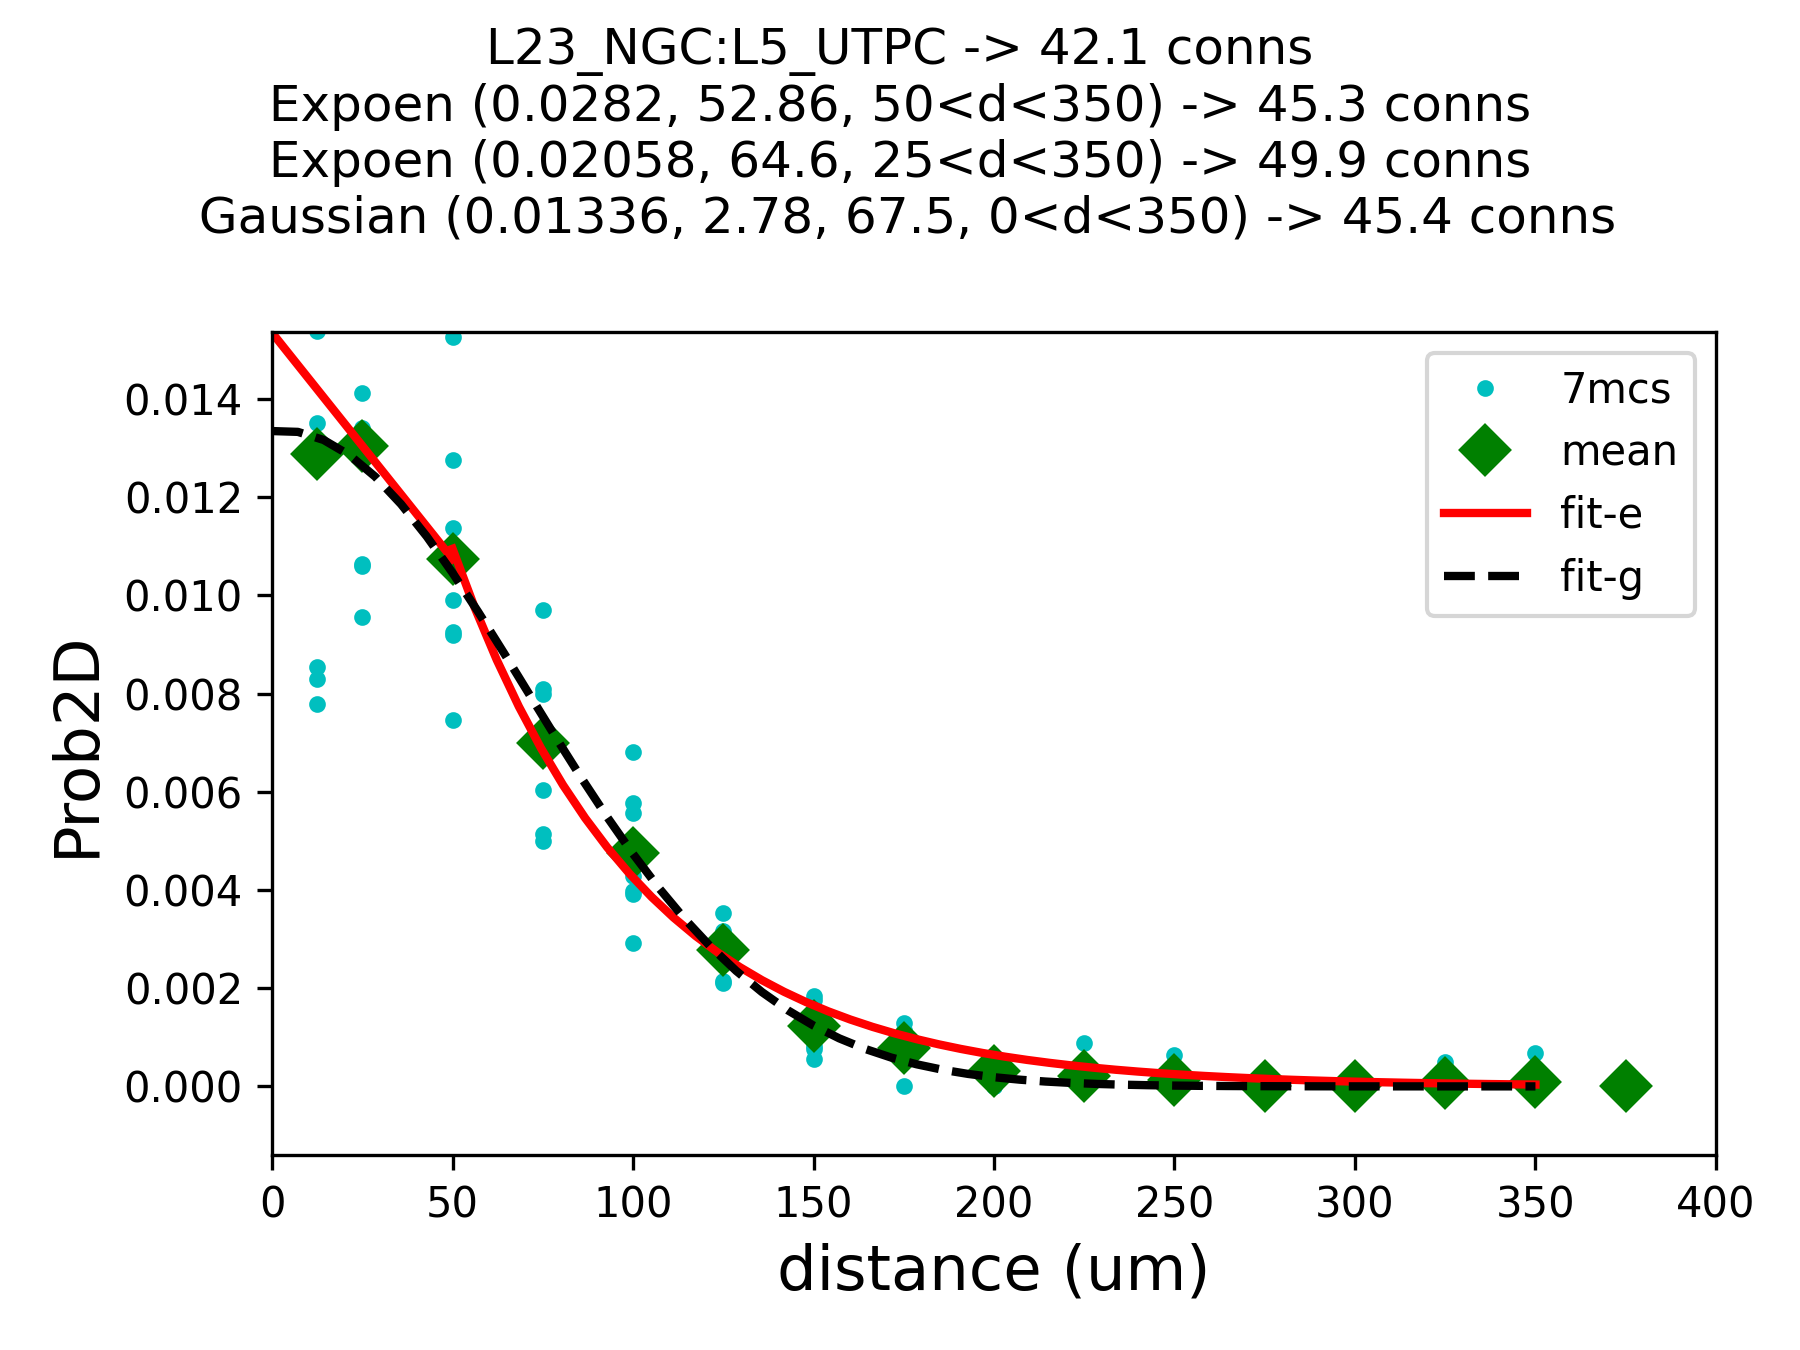 L23_NGC:L5_UTPC -> 42.1 conns
Expoen (0.0282, 52.86, 50<d<350) -> 45.3 conns
Expoen (0.02058, 64.6, 25<d<350) -> 49.9 conns
Gaussian (0.01336, 2.78, 67.5, 0<d<350) -> 45.4 conns
7mcs
mean
fit-e
fit-g
Prob2D
0.014
0.012
0.010
0.008
0.006
0.004
0.002
0.000
0 50 100 150 200 250 300 350 400
distance (um)